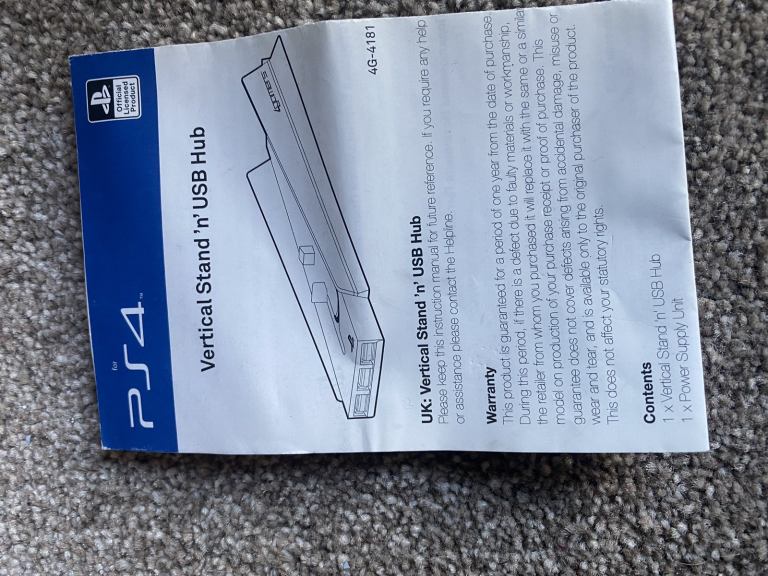 for
PS4™
Official
Licensed
Product
Vertical Stand 'n' USB Hub
4G-4181
UK: Vertical Stand 'n' USB Hub
Please keep this instruction manual for future reference. If you require any help
or assistance please contact the Helpline.
Warranty
This product is guaranteed for a period of one year from the date of purchase.
During this period, if there is a defect due to faulty materials or workmanship,
the retailer from whom you purchased it will replace it with the same or a similar
model on production of your purchase receipt or proof of purchase. This
guarantee does not cover defects arising from accidental damage, misuse or
wear and tear, and is available only to the original purchaser of the product.
This does not affect your statutory rights.
Contents
1 x Vertical Stand 'n' USB Hub
1 x Power Supply Unit